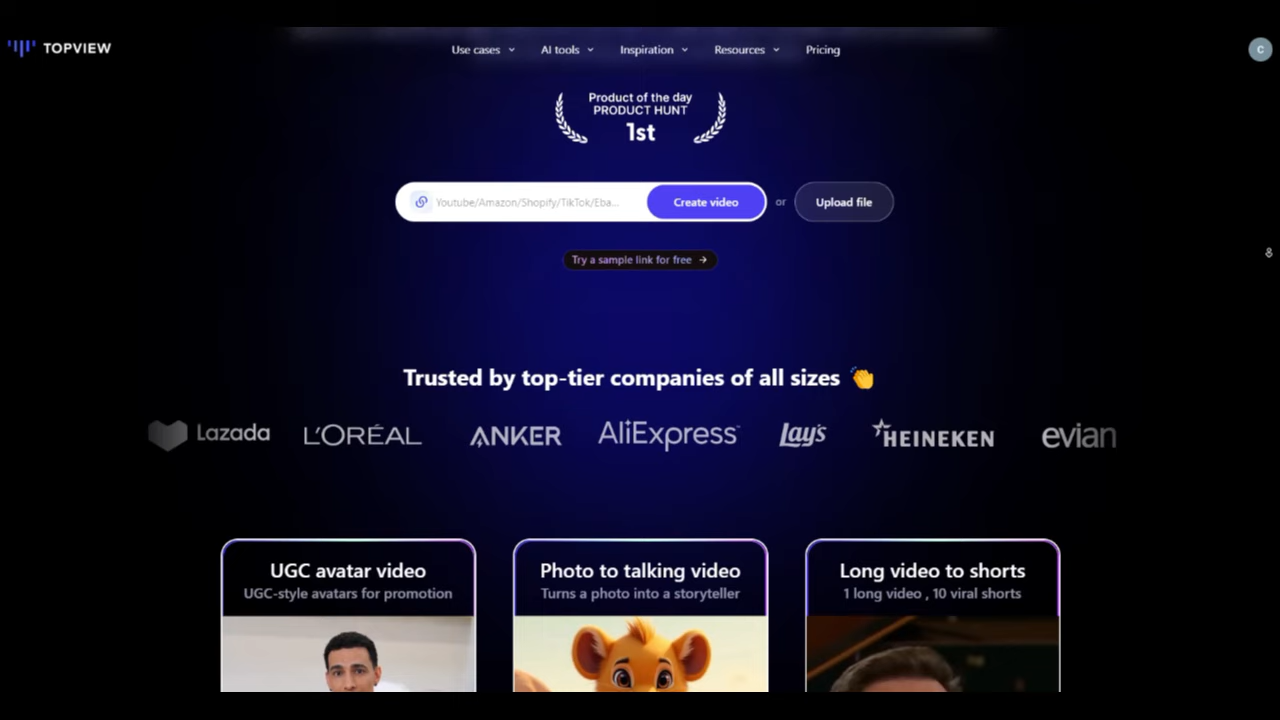 TOPVIEW
Use cases
AI tools
Inspiration
Resources
Pricing
C
Product of the day
PRODUCT HUNT
1st
Youtube/Amazon/Shopify/TikTok/Eba...
Create video
or
Upload file
Try a sample link for free →
Trusted by top-tier companies of all sizes 👏
Lazada
L'ORÉAL
ANKER
AliExpress
Lay's
HEINEKEN
evian
UGC avatar video
UGC-style avatars for promotion
Photo to talking video
Turns a photo into a storyteller
Long video to shorts
1 long video , 10 viral shorts